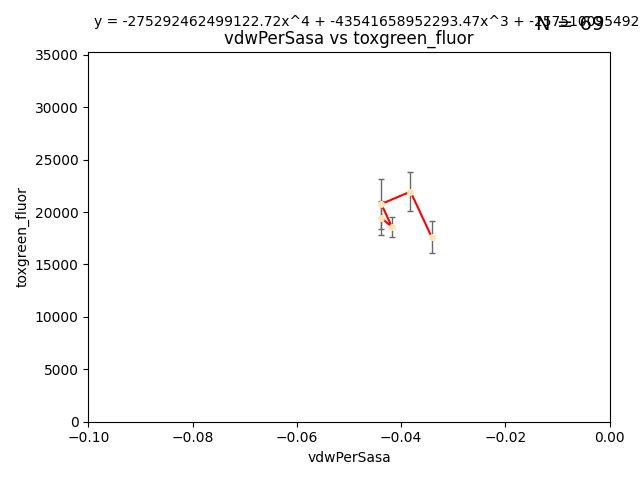 y = -275292462499122.72x^4 + -43541658952293.47x^3 +
N = 69
vdwPerSasa vs toxgreen_fluor
35000
30000
25000
20000
15000
10000
5000
0
toxgreen_fluor
−0.10
−0.08
−0.06
−0.04
−0.02
0.00
vdwPerSasa